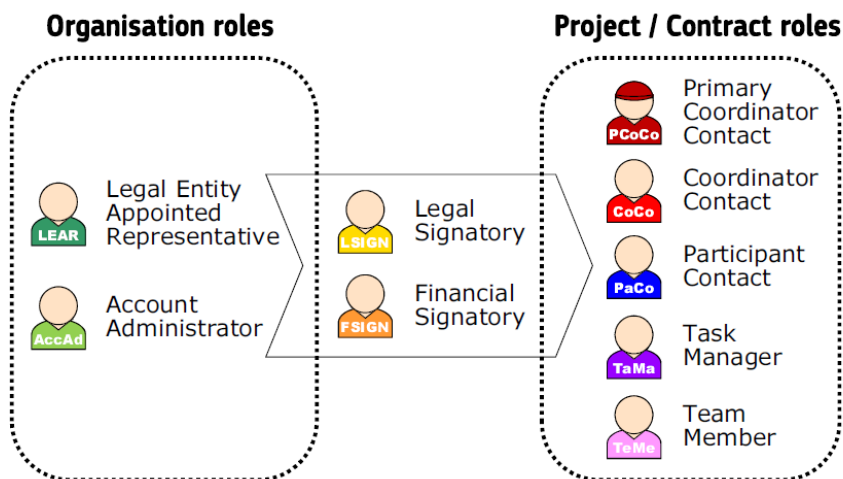 Organisation roles
Project / Contract roles
LEAR
Legal Entity
Appointed
Representative
AccAd
Account
Administrator
LSIGN
Legal
Signatory
FSIGN
Financial
Signatory
PCoCo
Primary
Coordinator
Contact
CoCo
Coordinator
Contact
PaCo
Participant
Contact
TaMa
Task
Manager
TeMe
Team
Member